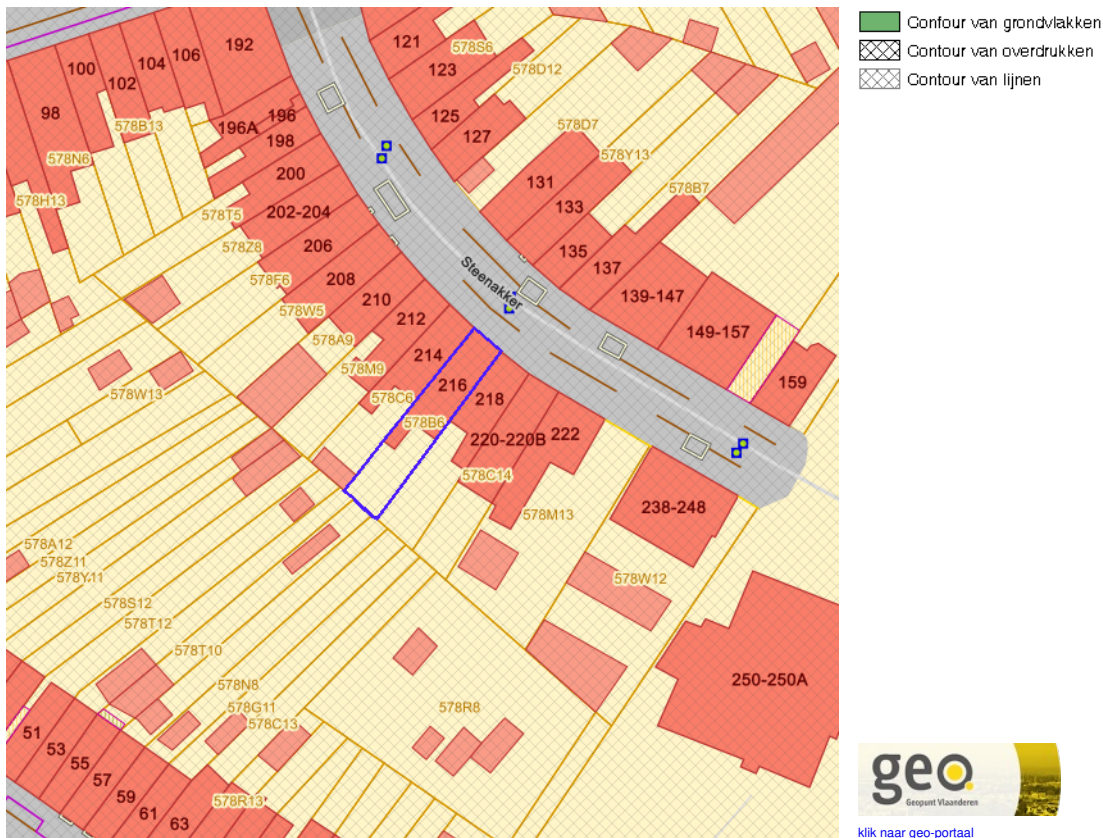 192
121
578S6
Contour van grondvlakken
Contour van overdrukken
Contour van lijnen
100
104
106
102
123
578D12
98
196
125
196A
578B13
127
578D7
198
578N6
578Y13
200
131
578B7
578H13
578T5
202-204
133
578Z8
206
135
137
578F6
208
Steenakker
139-147
578W5
210
149-157
212
578A9
214
578M9
216
159
578W13
578C6
218
578B6
220-220B
222
578C14
238-248
578M13
578A12
578Z11
578Y11
578W12
578S12
578T12
578T10
250-250A
578N8
578G11
578R8
578C13
51
53
55
57
59
61
63
578R13
geo.
Geopunt Vlaanderen
klik naar geo-portaal